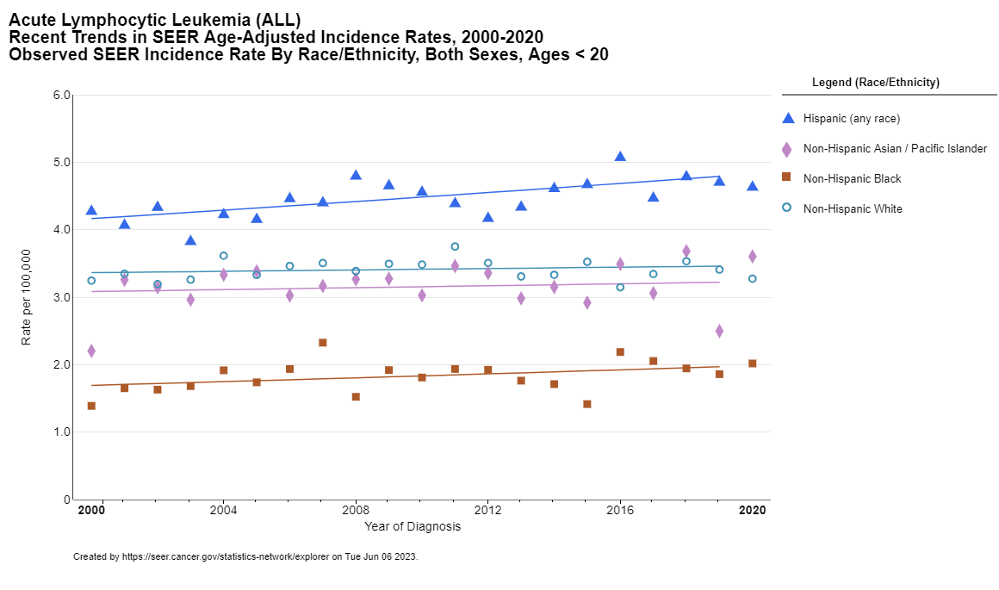 Acute Lymphocytic Leukemia (ALL)
Recent Trends in SEER Age-Adjusted Incidence Rates, 2000-2020
Observed SEER Incidence Rate By Race/Ethnicity, Both Sexes, Ages < 20
Legend (Race/Ethnicity)
Hispanic (any race)
Non-Hispanic Asian / Pacific Islander
Non-Hispanic Black
Non-Hispanic White
6.0
5.0
4.0
3.0
2.0
1.0
0
Rate per 100,000
2000 2004 2008 2012 2016 2020
Year of Diagnosis
Created by https://seer.cancer.gov/statistics-network/explorer on Tue Jun 06 2023.